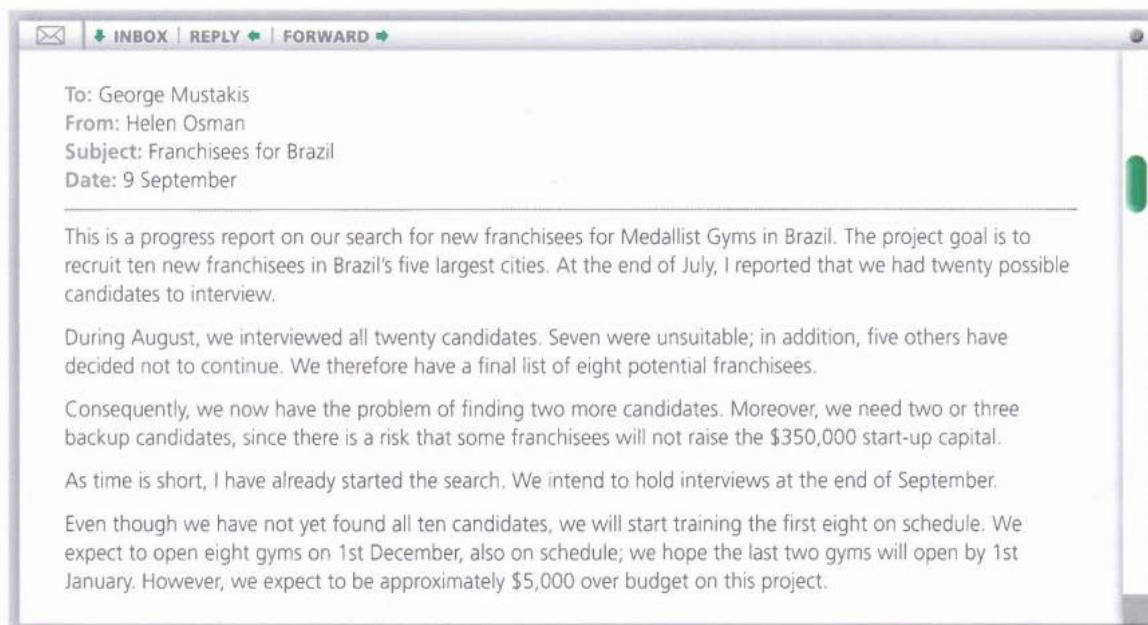 INBOX | REPLY | FORWARD
To: George Mustakis
From: Helen Osman
Subject: Franchisees for Brazil
Date: 9 September
This is a progress report on our search for new franchisees for Medallist Gyms in Brazil. The project goal is to
recruit ten new franchisees in Brazil's five largest cities. At the end of July, I reported that we had twenty possible
candidates to interview.
During August, we interviewed all twenty candidates. Seven were unsuitable; in addition, five others have
decided not to continue. We therefore have a final list of eight potential franchisees.
Consequently, we now have the problem of finding two more candidates. Moreover, we need two or three
backup candidates, since there is a risk that some franchisees will not raise the $350,000 start-up capital.
As time is short, I have already started the search. We intend to hold interviews at the end of September.
Even though we have not yet found all ten candidates, we will start training the first eight on schedule. We
expect to open eight gyms on 1st December, also on schedule; we hope the last two gyms will open by 1st
January. However, we expect to be approximately $5,000 over budget on this project.